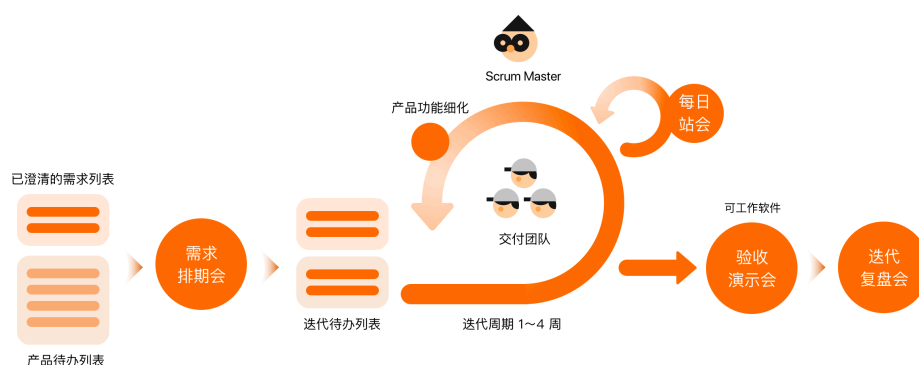 Scrum Master
产品功能细化
每日
站会
已澄清的需求列表
需求
排期会
交付团队
可工作软件
验收
演示会
迭代
复盘会
迭代待办列表
迭代周期 1～4 周
产品待办列表